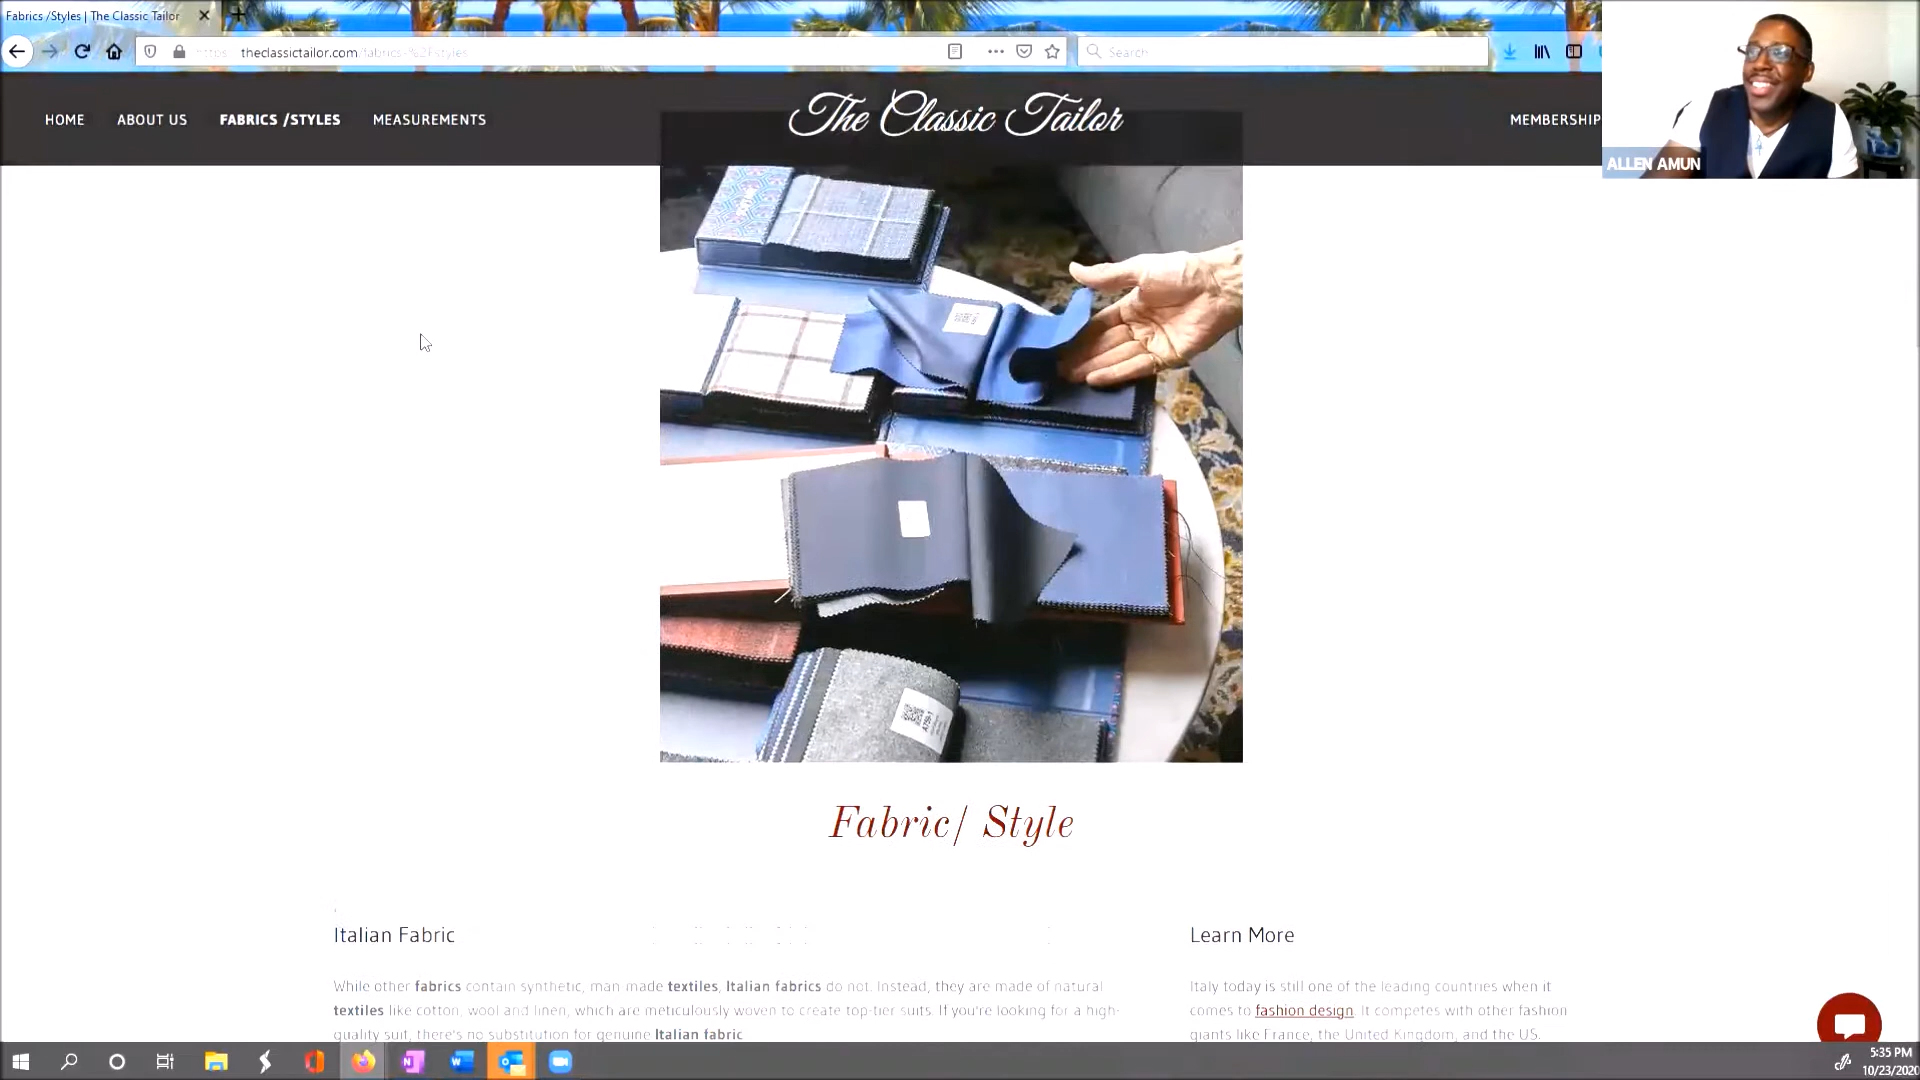 Fabrics /Styles | The Classic Tailor
https://theclassictailor.com/fabrics-%2Fstyles
Search
HOME ABOUT US FABRICS /STYLES MEASUREMENTS
The Classic Tailor
MEMBERSHIP
ALLEN AMUN
Fabric/ Style
Italian Fabric
While other fabrics contain synthetic, man made textiles, Italian fabrics do not. Instead, they are made of natural
textiles like cotton, wool and linen, which are meticulously woven to create top-tier suits. If you're looking for a high-
quality suit, there's no substitution for genuine Italian fabric
Learn More
Italy today is still one of the leading countries when it
comes to fashion design. It competes with other fashion
giants like France, the United Kingdom, and the US.
5:35 PM
10/23/2020